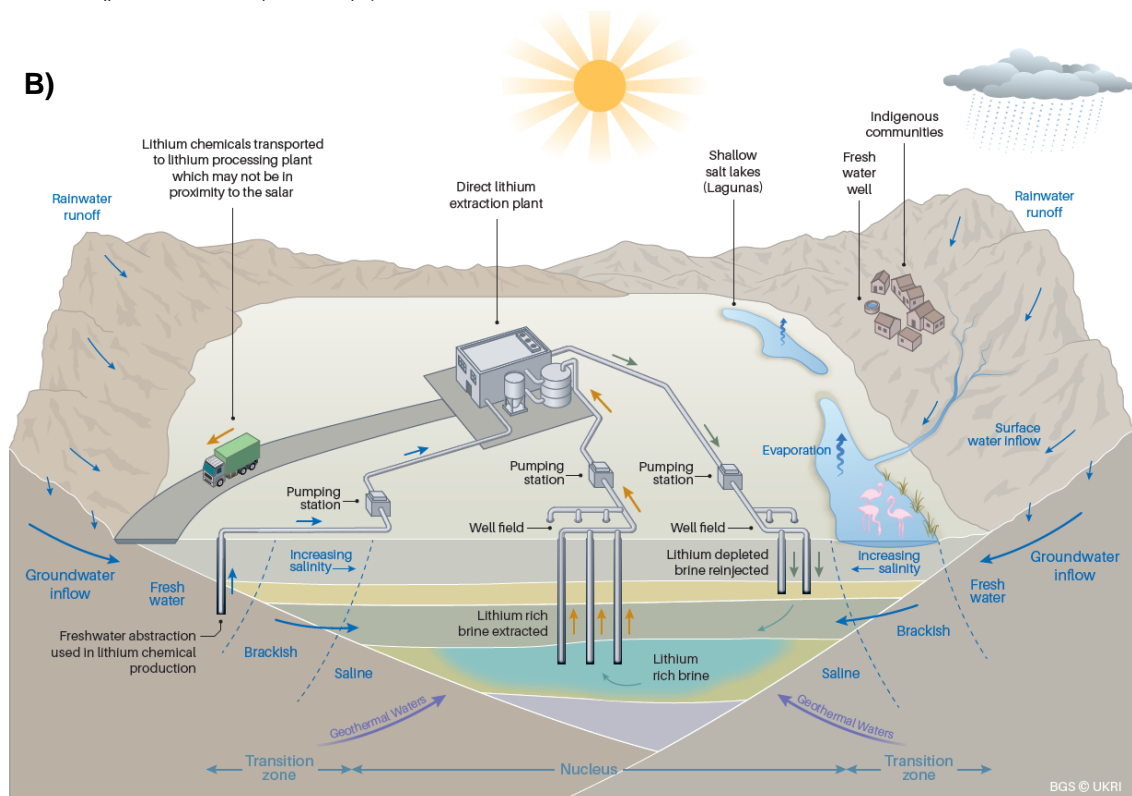 B)
Lithium chemicals transported
to lithium processing plant
which may not be in
proximity to the salar
Direct lithium
extraction plant
Shallow
salt lakes
(Lagunas)
Indigenous
communities
Fresh
water
well
Rainwater
runoff
Rainwater
runoff
Surface
water inflow
Evaporation
Pumping
station
Pumping
station
Pumping
station
Well field
Well field
Increasing
salinity
Lithium depleted
brine reinjected
Increasing
salinity
Groundwater
inflow
Fresh
water
Groundwater
inflow
Fresh
water
Freshwater abstraction
used in lithium chemical
production
Lithium rich
brine extracted
Brackish
Brackish
Saline
Lithium
rich brine
Saline
Geothermal Waters
Geothermal Waters
Transition
zone
Nucleus
Transition
zone
BGS © UKRI